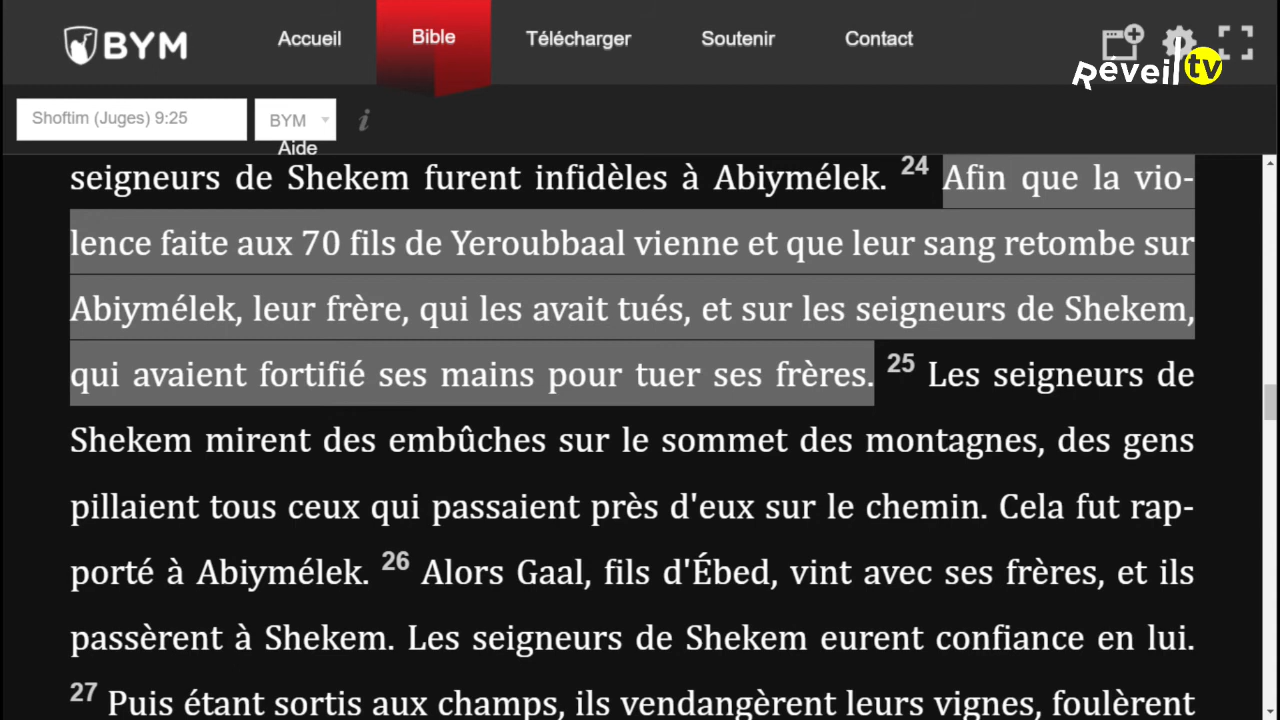 BYM
Accueil
Bible
Télécharger
Soutenir
Contact
Réveil tv
Shoftim (Juges) 9:25
BYM
i
Aide
seigneurs de Shekem furent infidèles à Abiymélek. 24 Afin que la vio-
lence faite aux 70 fils de Yeroubbaal vienne et que leur sang retombe sur
Abiymélek, leur frère, qui les avait tués, et sur les seigneurs de Shekem,
qui avaient fortifié ses mains pour tuer ses frères. 25 Les seigneurs de
Shekem mirent des embûches sur le sommet des montagnes, des gens
pillaient tous ceux qui passaient près d'eux sur le chemin. Cela fut rap-
porté à Abiymélek. 26 Alors Gaal, fils d'Ébed, vint avec ses frères, et ils
passèrent à Shekem. Les seigneurs de Shekem eurent confiance en lui.
27 Puis étant sortis aux champs, ils vendangèrent leurs vignes, foulèrent